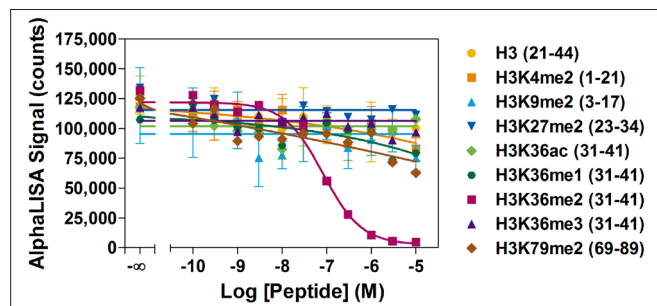 AlphaLISA Signal (counts)
175,000
150,000
125,000
100,000
75,000
50,000
25,000
0
-∞
-10
-9
-8
-7
-6
-5
Log [Peptide] (M)
H3 (21-44)
H3K4me2 (1-21)
H3K9me2 (3-17)
H3K27me2 (23-34)
H3K36ac (31-41)
H3K36me1 (31-41)
H3K36me2 (31-41)
H3K36me3 (31-41)
H3K79me2 (69-89)